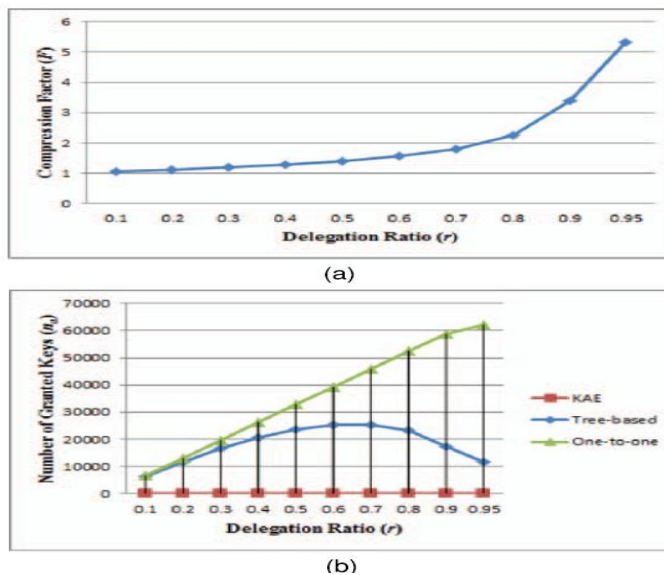 6
5
4
3
2
1
0
Compression Factor (F)
0.1 0.2 0.3 0.4 0.5 0.6 0.7 0.8 0.9 0.95
Delegation Ratio (r)
(a)
70000
60000
50000
40000
30000
20000
10000
0
Number of Granted Keys (nₐ)
0.1 0.2 0.3 0.4 0.5 0.6 0.7 0.8 0.9 0.95
Delegation Ratio (r)
KAE
Tree-based
One-to-one
(b)